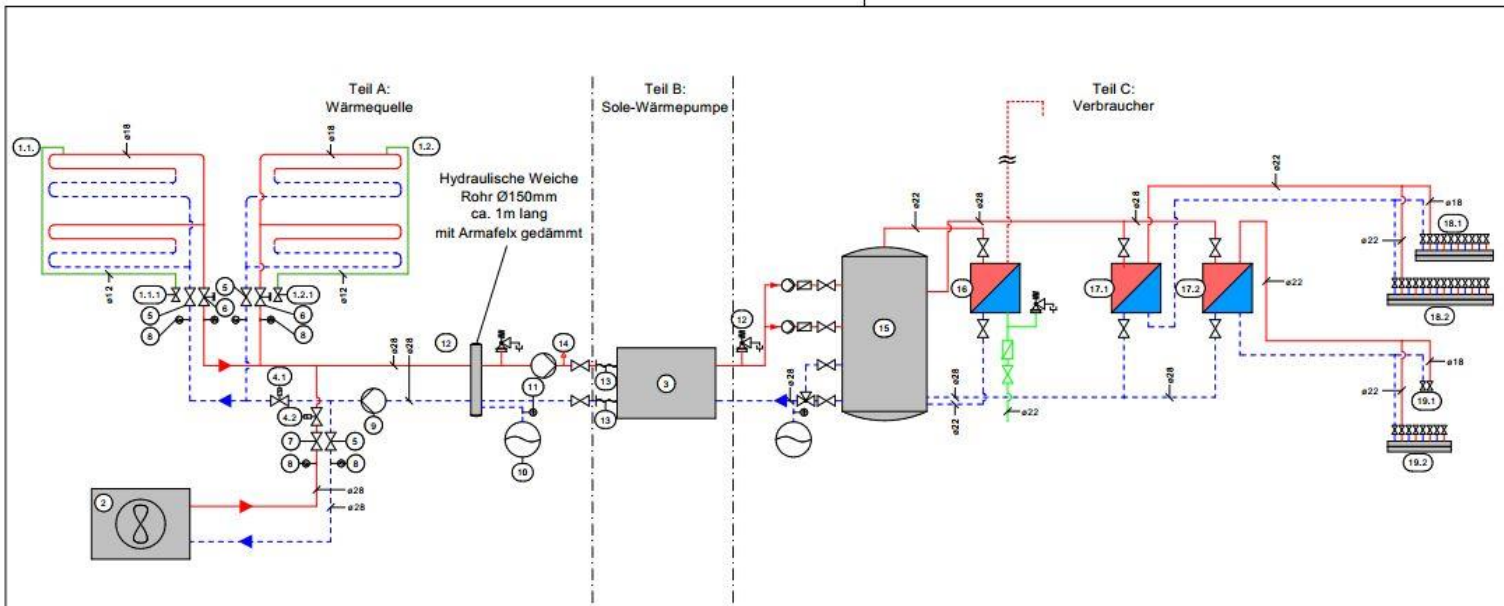 Teil A:
Wärmequelle
Teil B:
Sole-Wärmepumpe
Teil C:
Verbraucher
Hydraulische Weiche
Rohr Ø150mm
ca. 1m lang
mit Armafelx gedämmt
1.1.
ø18
ø18
1.2.
ø12
ø12
1.1.1
5
1.2.1
5
6
6
8
8
4.1
4.2
9
7
5
8
8
2
ø28
ø28
ø28
ø28
12
14
11
10
13
13
3
12
ø28
15
ø22
ø28
16
ø22
ø28
ø22
ø28
17.1
17.2
ø28
ø22
ø22
ø22
ø18
18.1
18.2
ø22
ø18
19.1
19.2